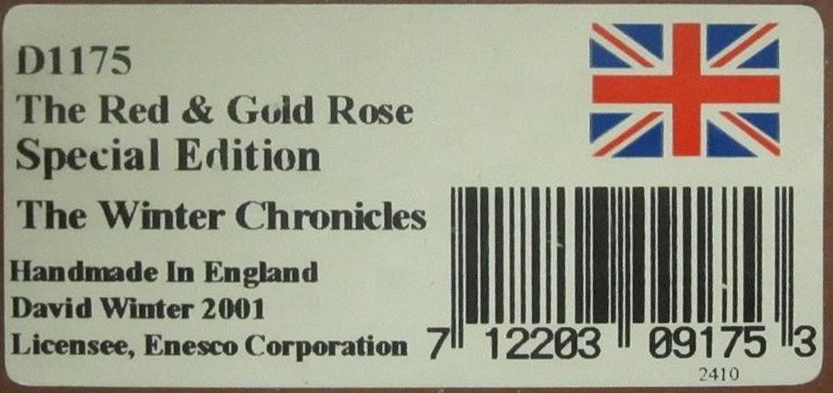 D1175
The Red & Gold Rose
Special Edition
The Winter Chronicles
Handmade In England
David Winter 2001
Licensee, Enesco Corporation
7 12203 09175 3
2410